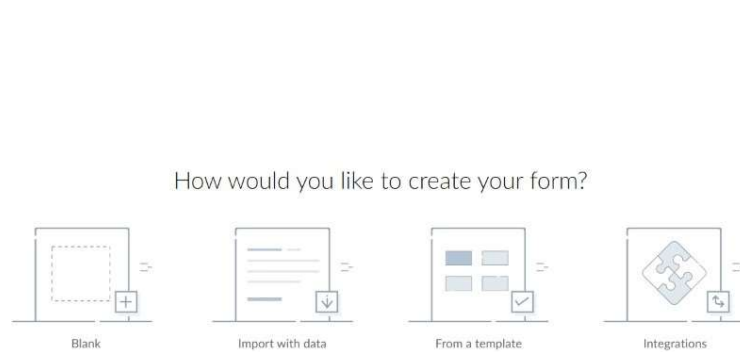 How would you like to create your form?
Blank
Import with data
From a template
Integrations